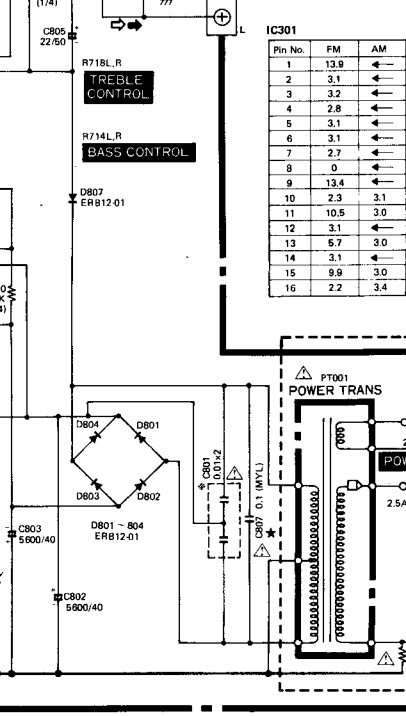 (1/4)
C805
22/50
L
R718L,R
TREBLE
CONTROL
R714L,R
BASS CONTROL
D807
ERB12-01
IC301
Pin No. FM AM
1 13.9 ←
2 3.1 ←
3 3.2 ←
4 2.8 ←
5 3.1 ←
6 3.1 ←
7 2.7 ←
8 0 ←
9 13.4 ←
10 2.3 3.1
11 10.5 3.0
12 3.1 ←
13 5.7 3.0
14 3.1 ←
15 9.9 3.0
16 2.2 3.4
PT001
POWER TRANS
D804 D801
D803 D802
D801 ~ 804
ERB12-01
C801
0.01×2
C807 0.1 (MYL)
C803
5600/40
C802
5600/40
POW
2.5A